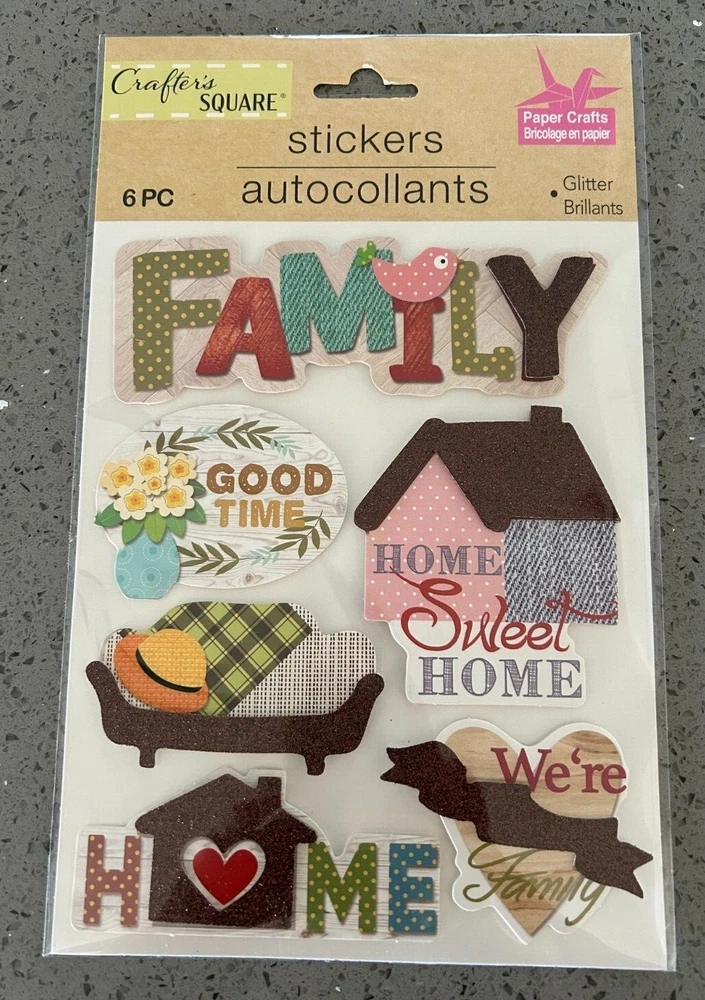 Crafter's
SQUARE®
Paper Crafts
Bricolage en papier
stickers
autocollants
6 PC
• Glitter
Brillants
FAMILY
GOOD
TIME
HOME
Sweet
HOME
HOME
We're
Family